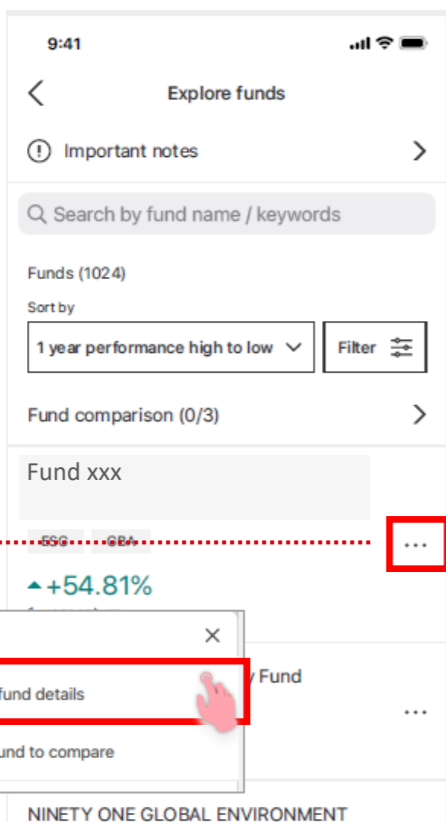 9:41
Explore funds
Important notes
Search by fund name / keywords
Funds (1024)
Sort by
1 year performance high to low
Filter
Fund comparison (0/3)
Fund xxx
ESG GBA
+54.81%
fund details
to compare
Fund
NINETY ONE GLOBAL ENVIRONMENT